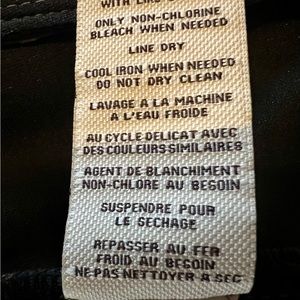 WITH LIKE
ONLY NON-CHLORINE
BLEACH WHEN NEEDED
LINE DRY
COOL IRON WHEN NEEDED
DO NOT DRY CLEAN
LAVAGE A LA MACHINE
A L'EAU FROIDE
AU CYCLE DELICAT AVEC
DES COULEURS SIMILAIRES
AGENT DE BLANCHIMENT
NON-CHLORE AU BESOIN
SUSPENDRE POUR
LE SECHAGE
REPASSER AU FER
FROID AU BESOIN
NE PAS NETTOYER A SEC